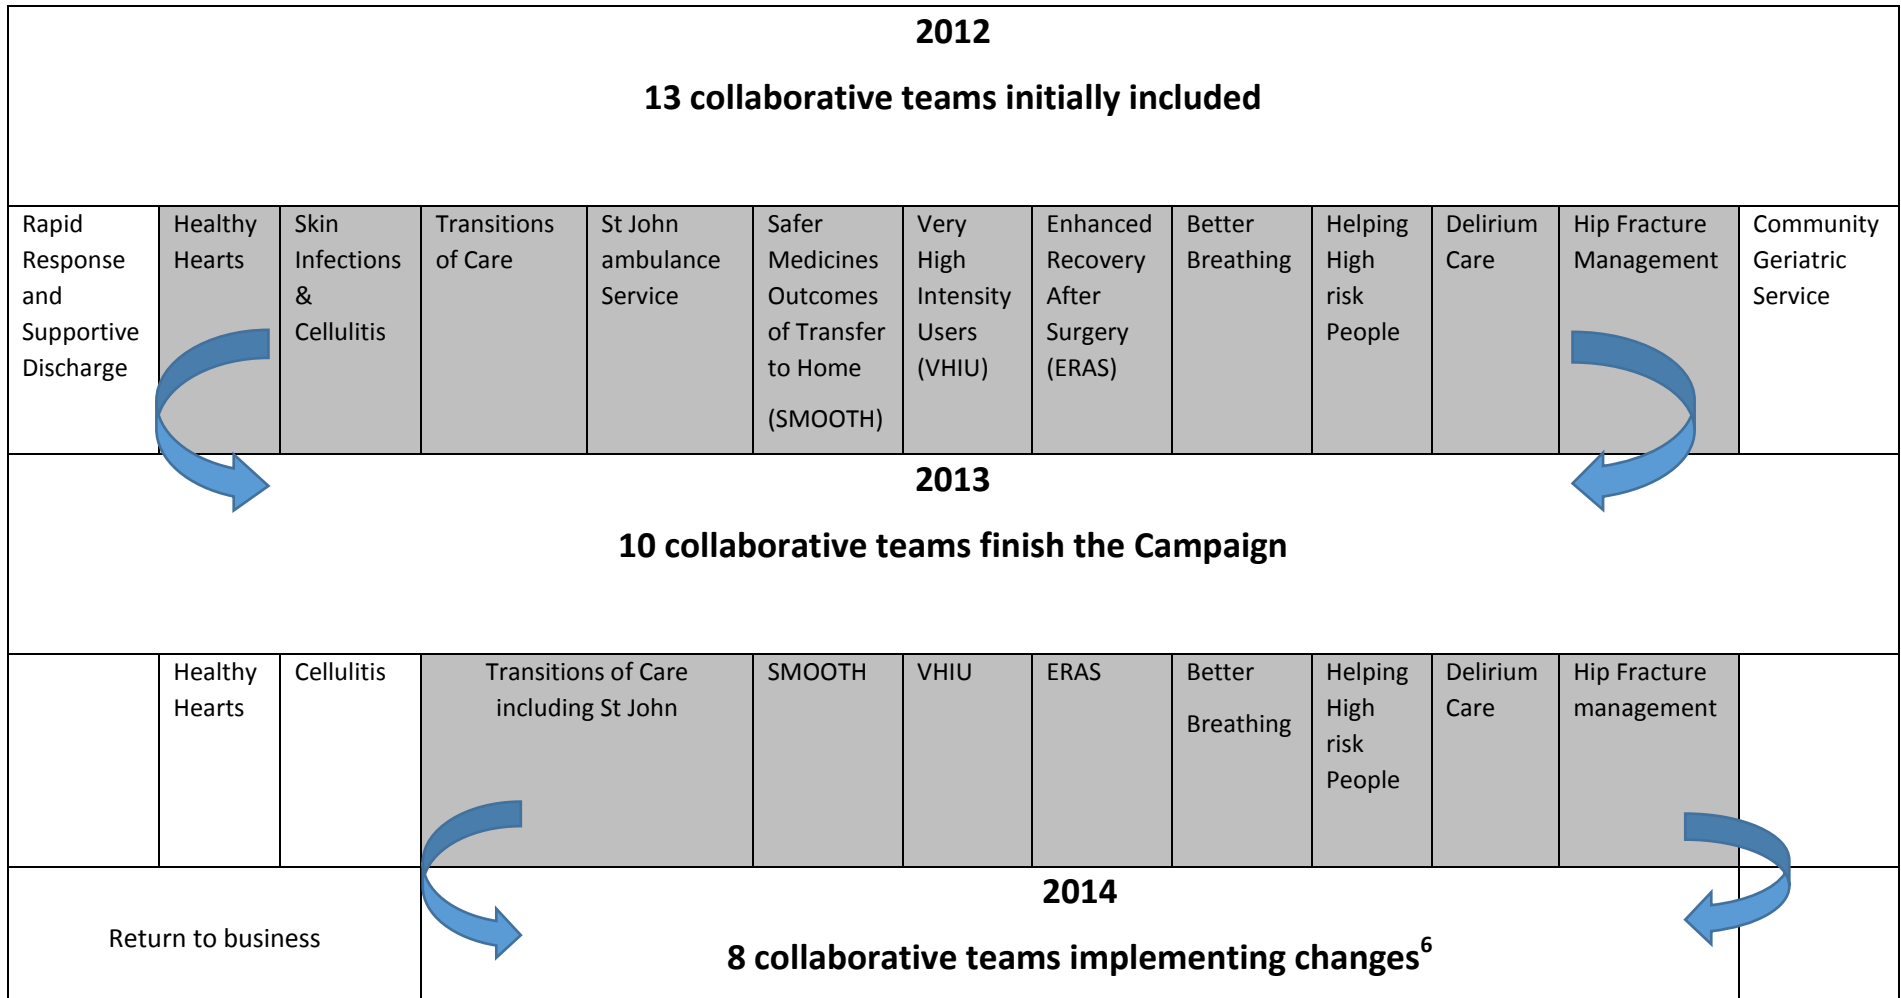 2012
13 collaborative teams initially included
Rapid
Response
and
Supportive
Discharge
Healthy
Hearts
Skin
Infections
&
Cellulitis
Transitions
of Care
St John
ambulance
Service
Safer
Medicines
Outcomes
of Transfer
to Home
(SMOOTH)
Very
High
Intensity
Users
(VHIU)
Enhanced
Recovery
After
Surgery
(ERAS)
Better
Breathing
Helping
High
risk
People
Delirium
Care
Hip Fracture
Management
Community
Geriatric
Service
2013
10 collaborative teams finish the Campaign
Healthy
Hearts
Cellulitis
Transitions of Care
including St John
SMOOTH
VHIU
ERAS
Better
Breathing
Helping
High
risk
People
Delirium
Care
Hip Fracture
management
Return to business
2014
8 collaborative teams implementing changes⁶